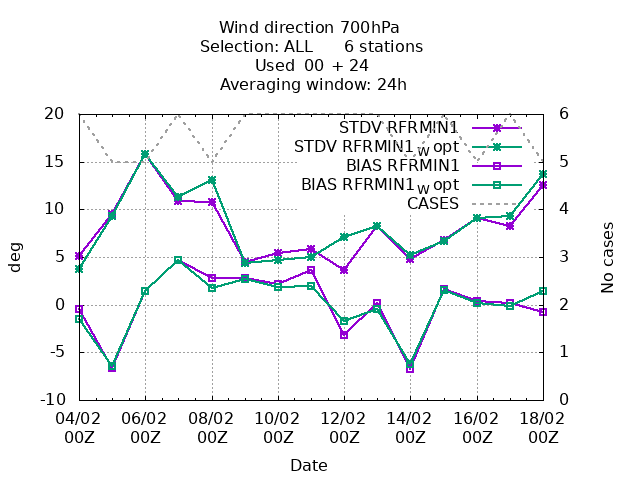 Wind direction 700hPa
Selection: ALL      6 stations
Used  00 + 24
Averaging window: 24h
20
15
10
5
0
-5
-10
deg
STDV RFRMIN1
STDV RFRMIN1_w opt
BIAS RFRMIN1
BIAS RFRMIN1_w opt
CASES
6
5
4
3
2
1
0
No cases
04/02 06/02 08/02 10/02 12/02 14/02 16/02 18/02
00Z 00Z 00Z 00Z 00Z 00Z 00Z 00Z
Date